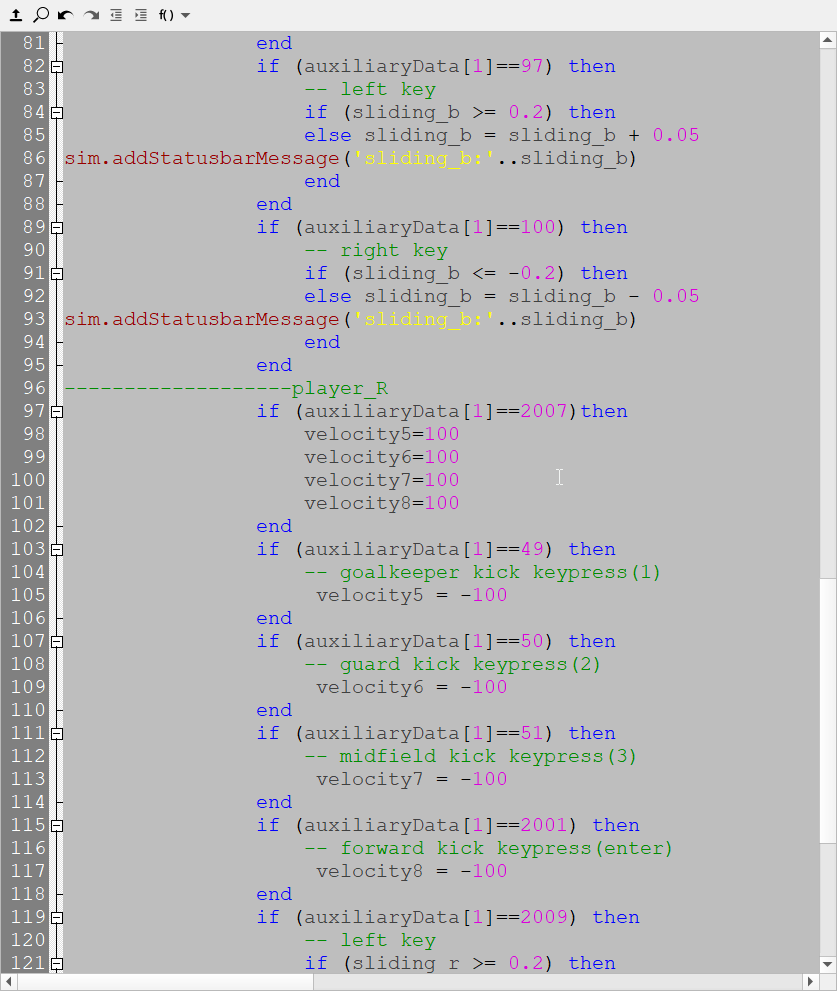 f()
81 end
82 if (auxiliaryData[1]==97) then
83 -- left key
84 if (sliding_b >= 0.2) then
85 else sliding_b = sliding_b + 0.05
86 sim.addStatusbarMessage('sliding_b:'..sliding_b)
87 end
88 end
89 if (auxiliaryData[1]==100) then
90 -- right key
91 if (sliding_b <= -0.2) then
92 else sliding_b = sliding_b - 0.05
93 sim.addStatusbarMessage('sliding_b:'..sliding_b)
94 end
95 end
96 -------------------player_R
97 if (auxiliaryData[1]==2007)then
98 velocity5=100
99 velocity6=100
100 velocity7=100
101 velocity8=100
102 end
103 if (auxiliaryData[1]==49) then
104 -- goalkeeper kick keypress(1)
105 velocity5 = -100
106 end
107 if (auxiliaryData[1]==50) then
108 -- guard kick keypress(2)
109 velocity6 = -100
110 end
111 if (auxiliaryData[1]==51) then
112 -- midfield kick keypress(3)
113 velocity7 = -100
114 end
115 if (auxiliaryData[1]==2001) then
116 -- forward kick keypress(enter)
117 velocity8 = -100
118 end
119 if (auxiliaryData[1]==2009) then
120 -- left key
121 if (sliding_r >= 0.2) then